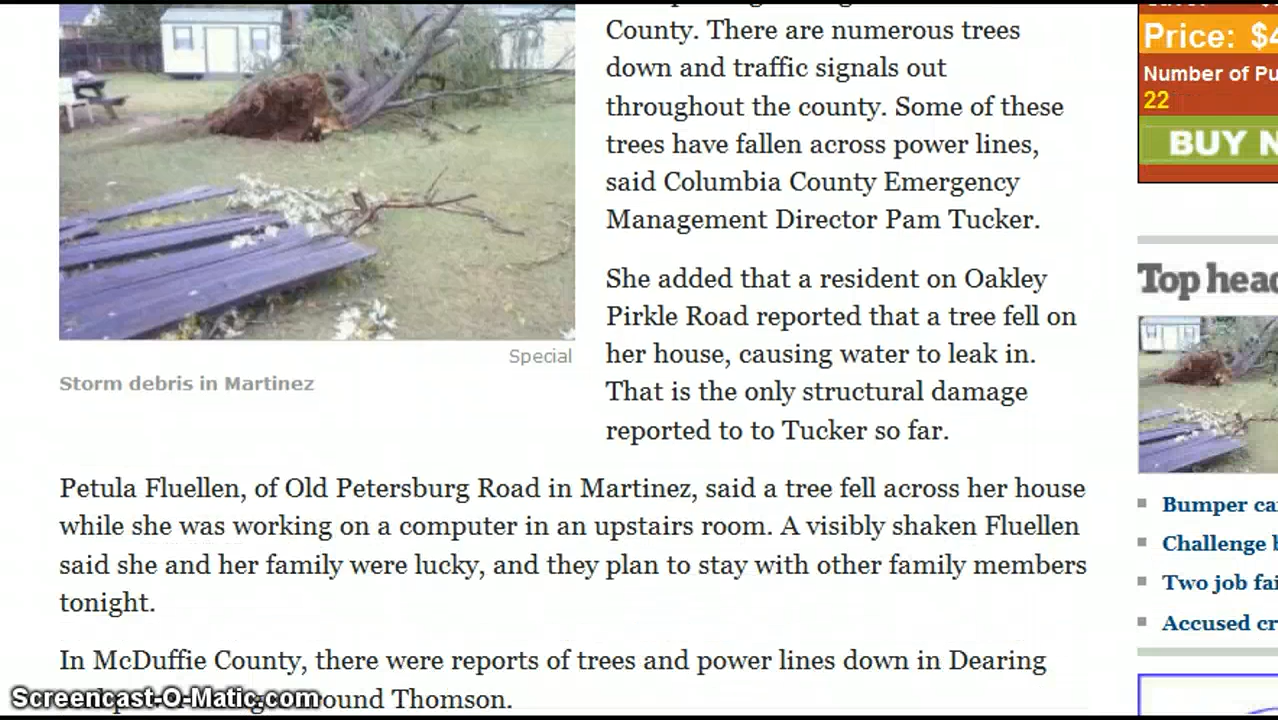 County. There are numerous trees
down and traffic signals out
throughout the county. Some of these
trees have fallen across power lines,
said Columbia County Emergency
Management Director Pam Tucker.
She added that a resident on Oakley
Pirkle Road reported that a tree fell on
her house, causing water to leak in.
That is the only structural damage
reported to to Tucker so far.
Special
Storm debris in Martinez
Petula Fluellen, of Old Petersburg Road in Martinez, said a tree fell across her house
while she was working on a computer in an upstairs room. A visibly shaken Fluellen
said she and her family were lucky, and they plan to stay with other family members
tonight.
In McDuffie County, there were reports of trees and power lines down in Dearing
Thomson.
Screencast-O-Matic.com
Price: $4
Number of Pu
22
BUY N
Top head
Bumper ca
Challenge b
Two job fai
Accused cr